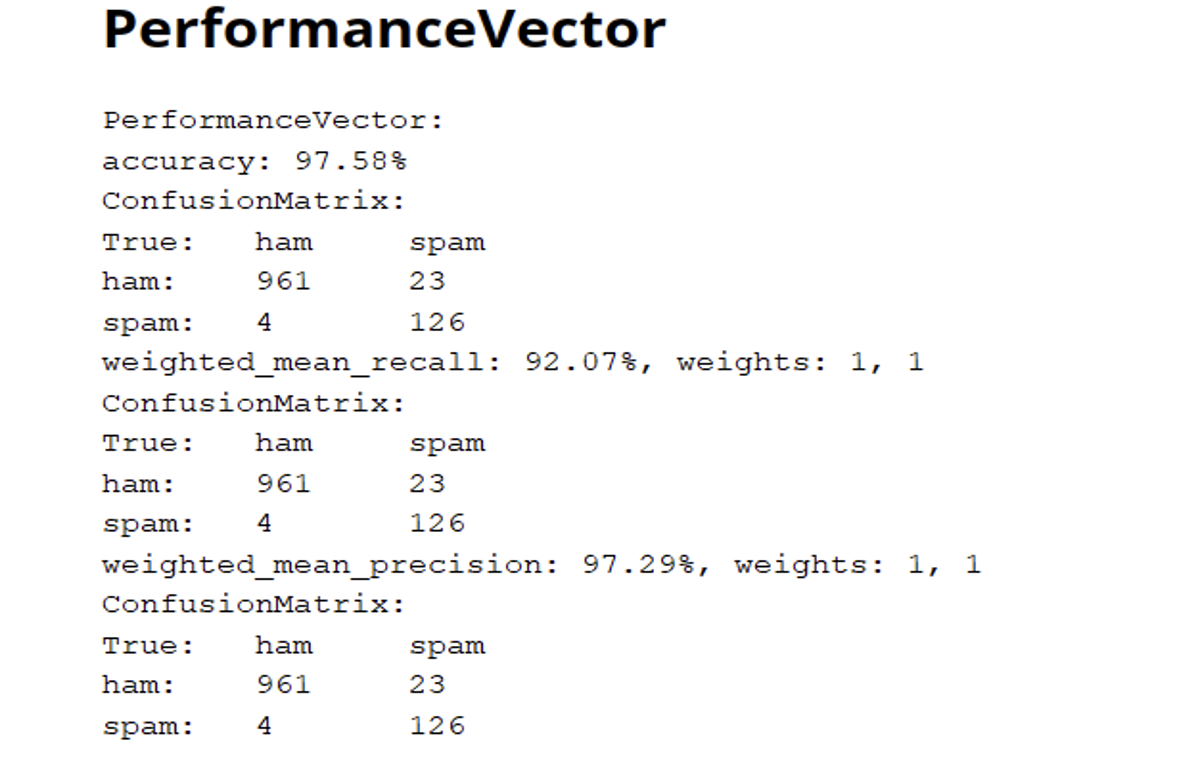 PerformanceVector
PerformanceVector:
accuracy: 97.58%
ConfusionMatrix:
True: ham spam
ham: 961 23
spam: 4 126
weighted_mean_recall: 92.07%, weights: 1, 1
ConfusionMatrix:
True: ham spam
ham: 961 23
spam: 4 126
weighted_mean_precision: 97.29%, weights: 1, 1
ConfusionMatrix:
True: ham spam
ham: 961 23
spam: 4 126